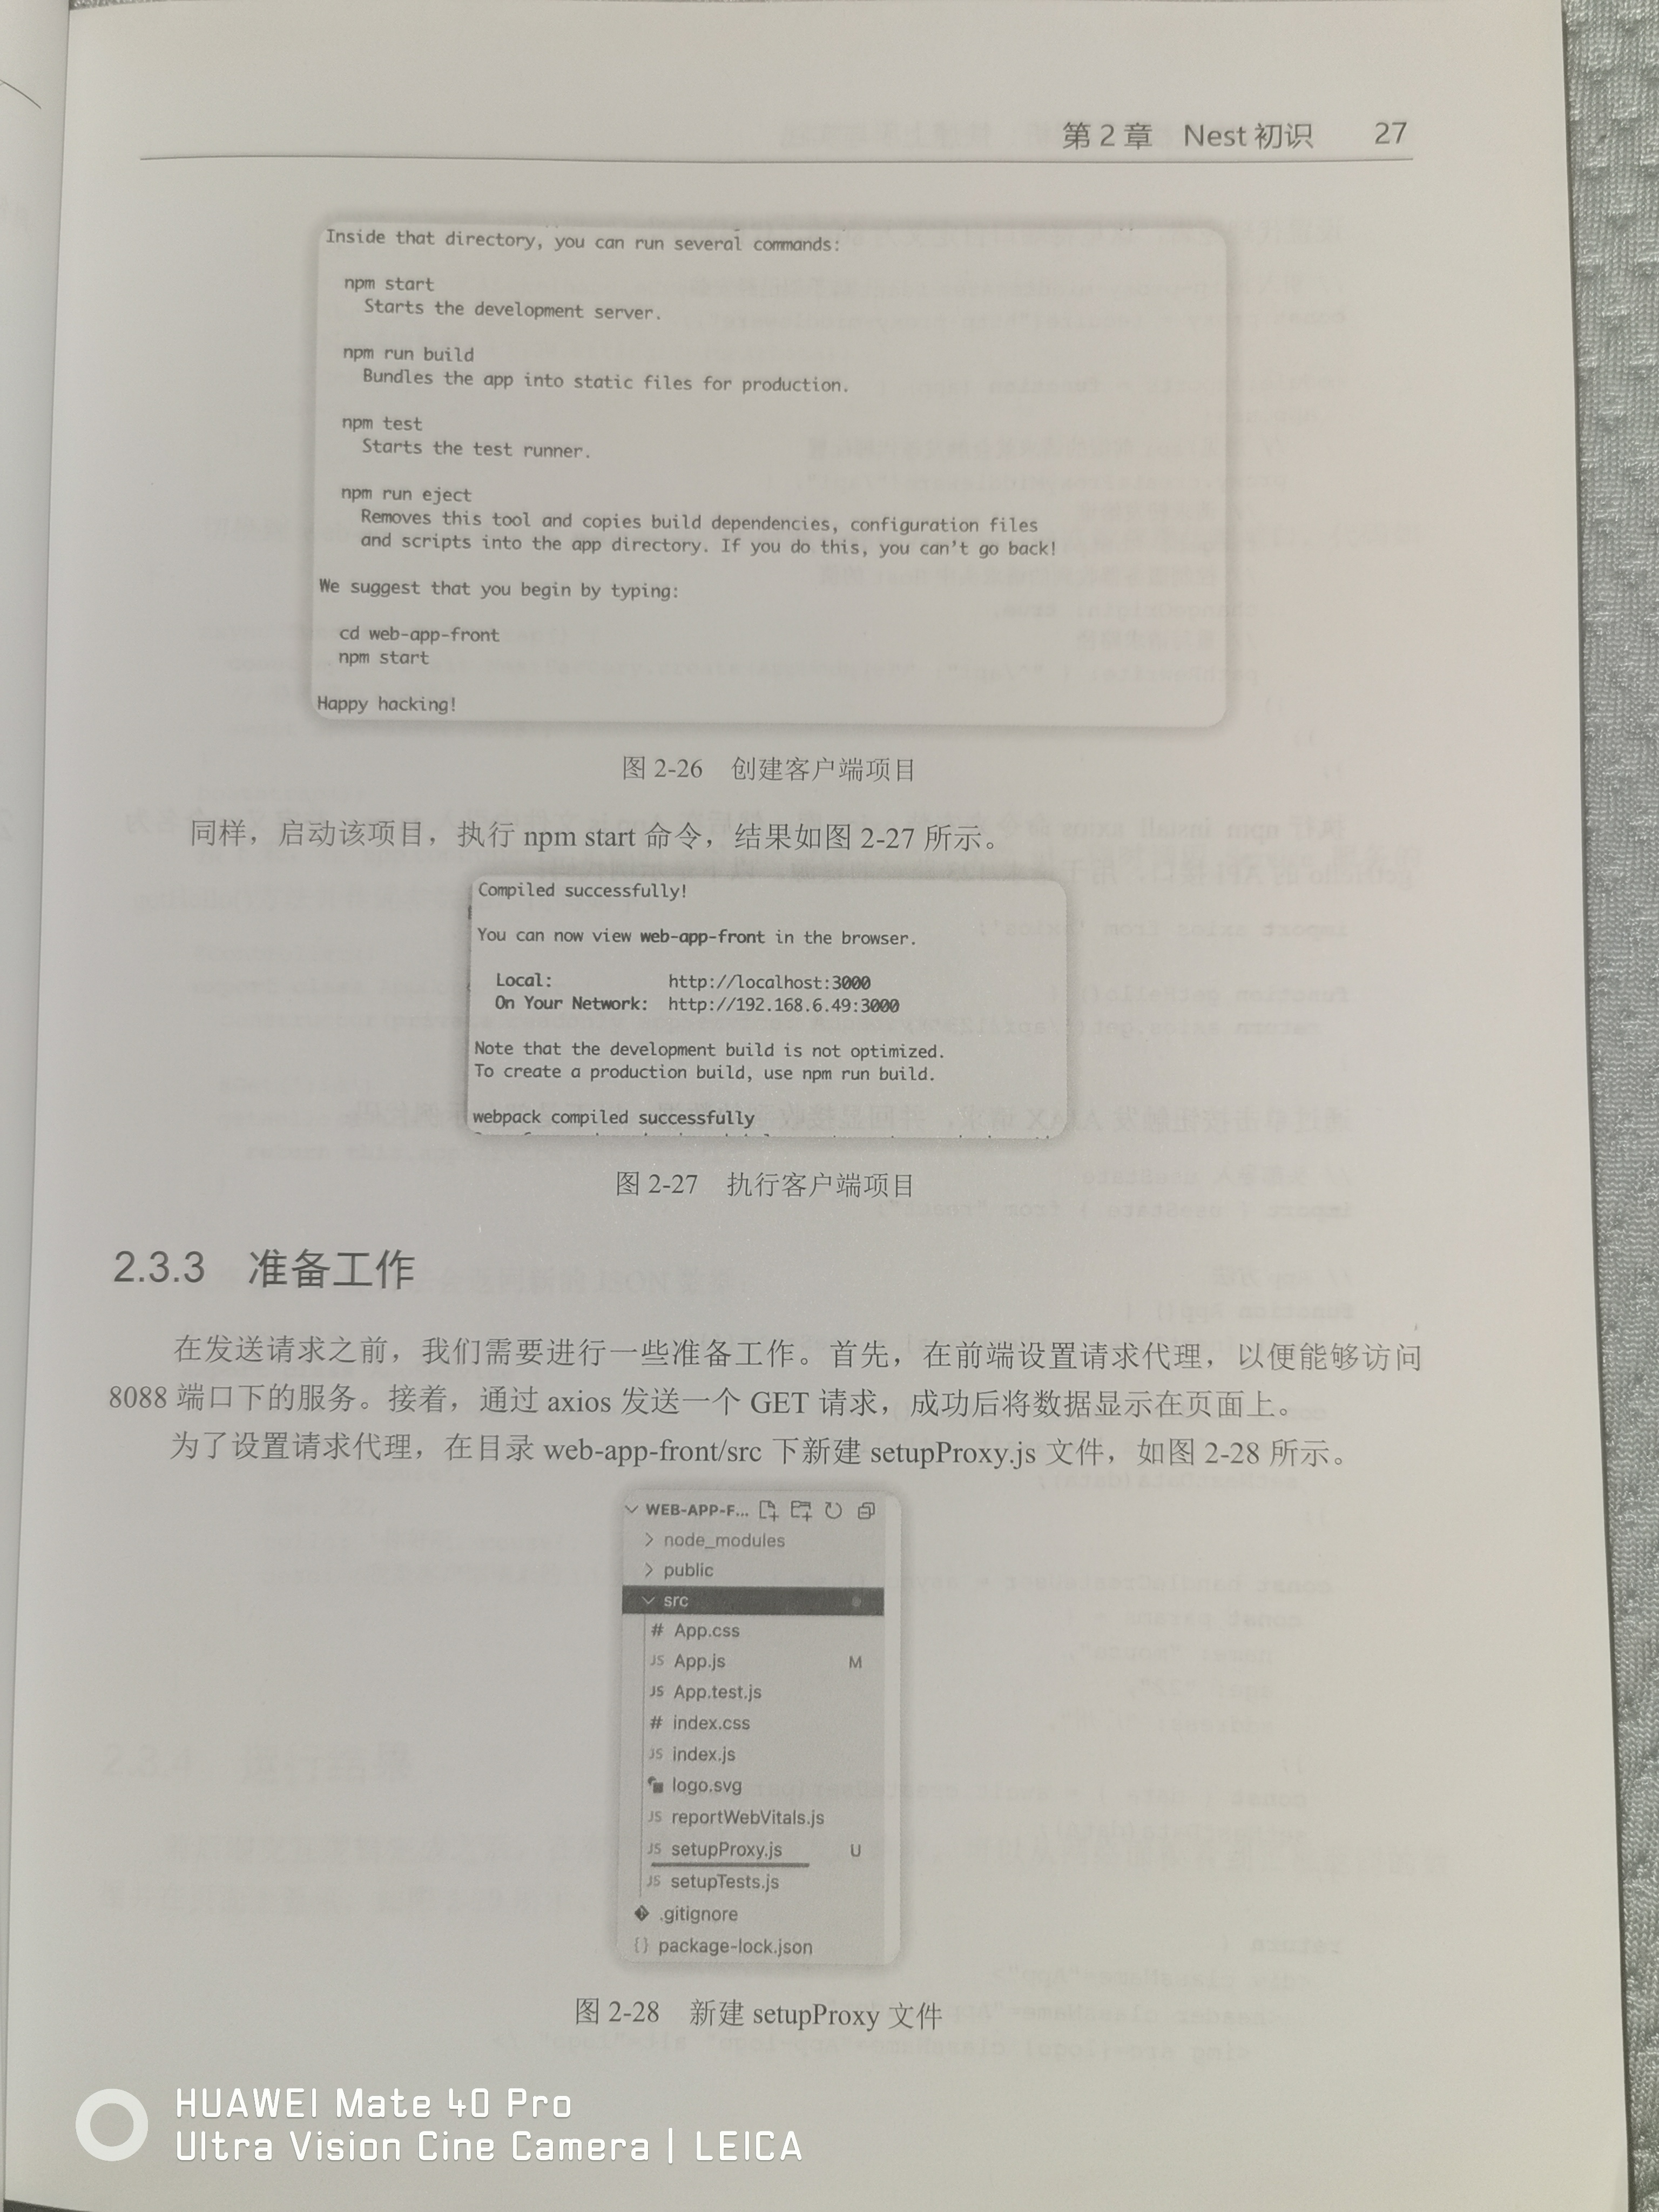 第 2 章 Nest 初识 27
Inside that directory, you can run several commands:
npm start
Starts the development server.
npm run build
Bundles the app into static files for production.
npm test
Starts the test runner.
npm run eject
Removes this tool and copies build dependencies, configuration files
and scripts into the app directory. If you do this, you can't go back!
We suggest that you begin by typing:
cd web-app-front
npm start
Happy hacking!
图 2-26 创建客户端项目
同样，启动该项目，执行 npm start 命令，结果如图 2-27 所示。
Compiled successfully!
You can now view web-app-front in the browser.
Local: http://localhost:3000
On Your Network: http://192.168.6.49:3000
Note that the development build is not optimized.
To create a production build, use npm run build.
webpack compiled successfully
图 2-27 执行客户端项目
2.3.3 准备工作
在发送请求之前，我们需要进行一些准备工作。首先，在前端设置请求代理，以便能够访问
8088 端口下的服务。接着，通过 axios 发送一个 GET 请求，成功后将数据显示在页面上。
为了设置请求代理，在目录 web-app-front/src 下新建 setupProxy.js 文件，如图 2-28 所示。
WEB-APP-F...
node_modules
public
src
# App.css
JS App.js M
JS App.test.js
# index.css
JS index.js
logo.svg
JS reportWebVitals.js
JS setupProxy.js U
JS setupTests.js
.gitignore
{} package-lock.json
图 2-28 新建 setupProxy 文件
HUAWEI Mate 40 Pro
Ultra Vision Cine Camera | LEICA